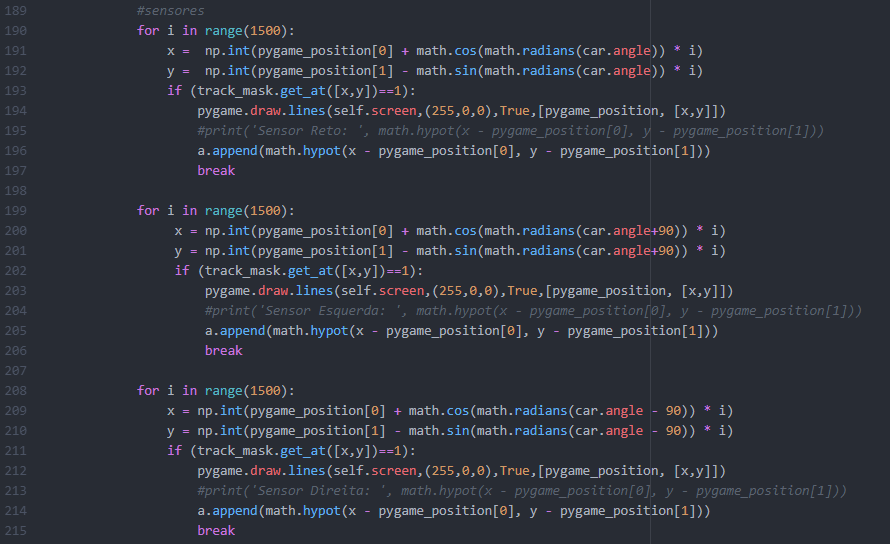 189 #sensores
190 for i in range(1500):
191 x =  np.int(pygame_position[0] + math.cos(math.radians(car.angle)) * i)
192 y =  np.int(pygame_position[1] - math.sin(math.radians(car.angle)) * i)
193 if (track_mask.get_at([x,y])==1):
194 pygame.draw.lines(self.screen,(255,0,0),True,[pygame_position, [x,y]])
195 #print('Sensor Reto: ', math.hypot(x - pygame_position[0], y - pygame_position[1]))
196 a.append(math.hypot(x - pygame_position[0], y - pygame_position[1]))
197 break
198
199 for i in range(1500):
200 x = np.int(pygame_position[0] + math.cos(math.radians(car.angle+90)) * i)
201 y = np.int(pygame_position[1] - math.sin(math.radians(car.angle+90)) * i)
202 if (track_mask.get_at([x,y])==1):
203 pygame.draw.lines(self.screen,(255,0,0),True,[pygame_position, [x,y]])
204 #print('Sensor Esquerda: ', math.hypot(x - pygame_position[0], y - pygame_position[1]))
205 a.append(math.hypot(x - pygame_position[0], y - pygame_position[1]))
206 break
207
208 for i in range(1500):
209 x = np.int(pygame_position[0] + math.cos(math.radians(car.angle - 90)) * i)
210 y = np.int(pygame_position[1] - math.sin(math.radians(car.angle - 90)) * i)
211 if (track_mask.get_at([x,y])==1):
212 pygame.draw.lines(self.screen,(255,0,0),True,[pygame_position, [x,y]])
213 #print('Sensor Direita: ', math.hypot(x - pygame_position[0], y - pygame_position[1]))
214 a.append(math.hypot(x - pygame_position[0], y - pygame_position[1]))
215 break